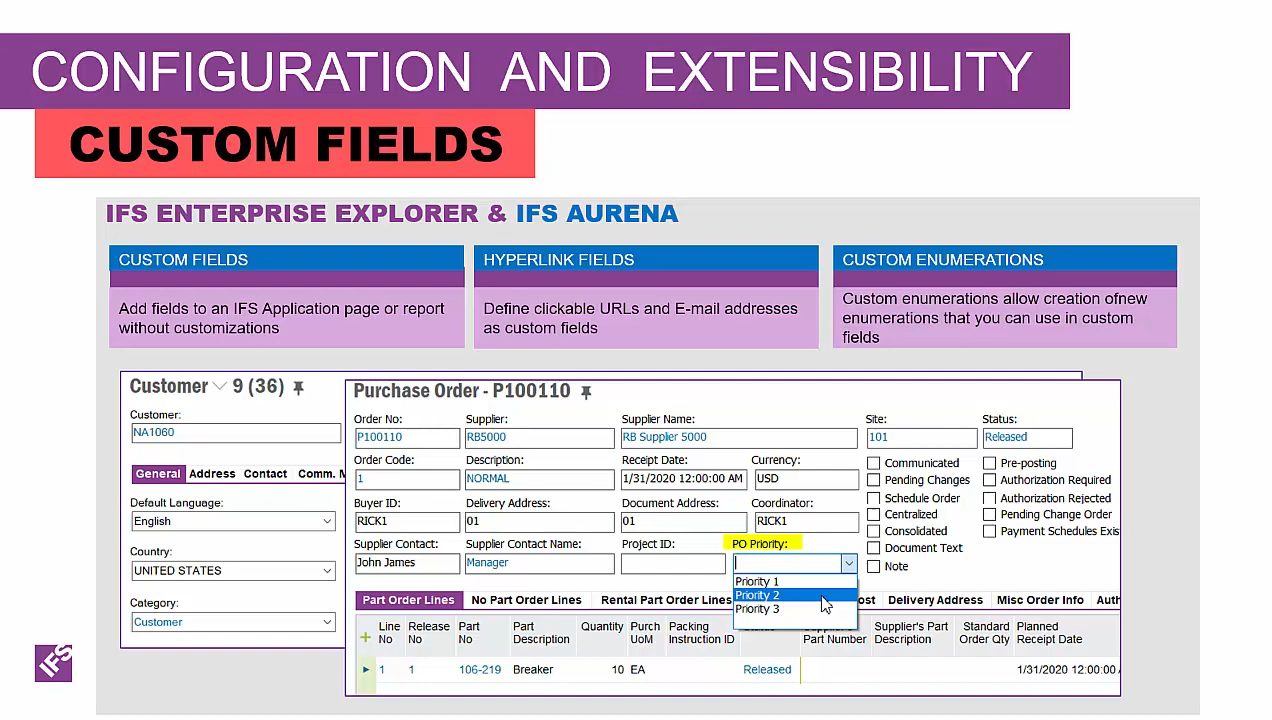 CONFIGURATION AND EXTENSIBILITY
CUSTOM FIELDS
IFS ENTERPRISE EXPLORER & IFS AURENA
CUSTOM FIELDS
Add fields to an IFS Application page or report
without customizations
HYPERLINK FIELDS
Define clickable URLs and E-mail addresses
as custom fields
CUSTOM ENUMERATIONS
Custom enumerations allow creation ofnew
enumerations that you can use in custom
fields
Customer 9 (36)
Customer:
NA1060
General Address Contact Comm. M
Default Language:
English
Country:
UNITED STATES
Category:
Customer
Purchase Order - P100110
Order No: Supplier: Supplier Name: Site: Status:
P100110 RB5000 RB Supplier 5000 101 Released
Order Code: Description: Receipt Date: Currency:
1 NORMAL 1/31/2020 12:00:00 AM USD
Buyer ID: Delivery Address: Document Address: Coordinator:
RICK1 01 01 RICK1
Supplier Contact: Supplier Contact Name: Project ID: PO Priority:
John James Manager
Priority 1
Priority 2
Priority 3
Communicated Pre-posting
Pending Changes Authorization Required
Schedule Order Authorization Rejected
Centralized Pending Change Order
Consolidated Payment Schedules Exis
Document Text
Note
Part Order Lines No Part Order Lines Rental Part Order Lines ost Delivery Address Misc Order Info Auth
Line No Release No Part No Part Description Quantity Purch UoM Packing Instruction ID Part Number Supplier's Part Description Standard Order Qty Planned Receipt Date
1 1 106-219 Breaker 10 EA Released 1/31/2020 12:00:00
IFS